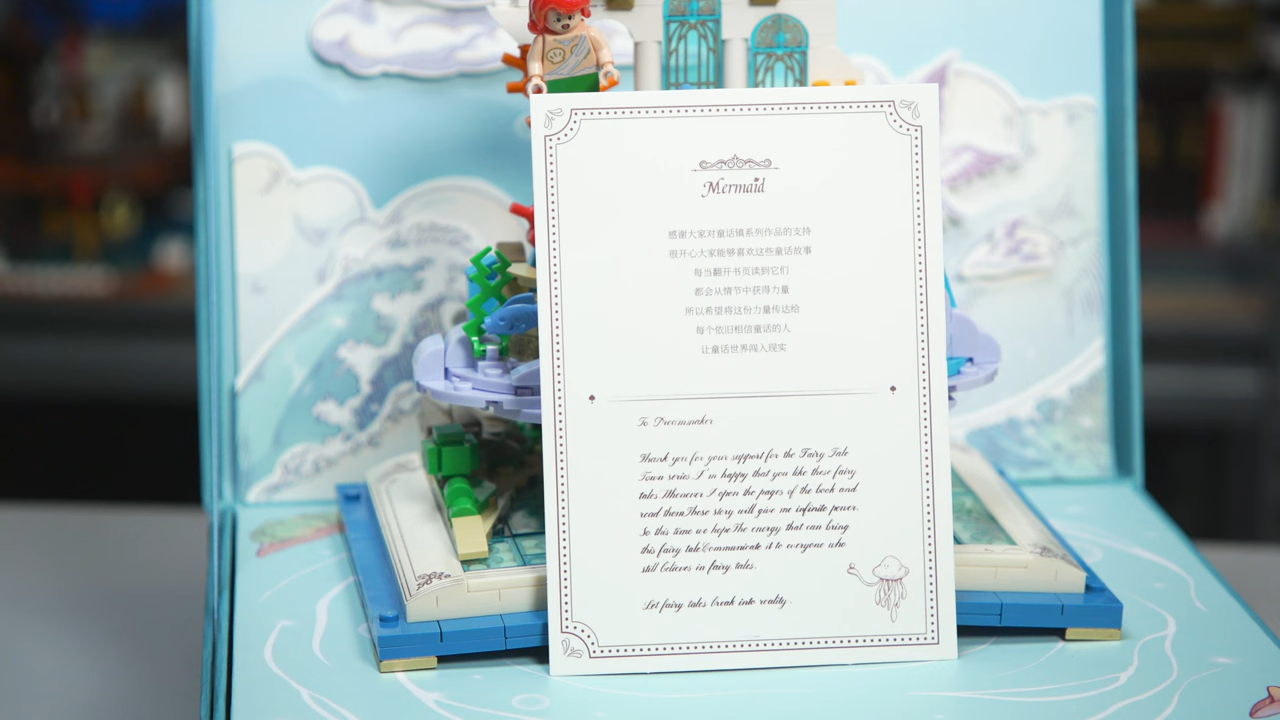 Mermaid
感谢大家对童话镇系列作品的支持
很开心大家能够喜欢这些童话故事
每当翻开书页读到它们
都会从情节中获得力量
所以希望将这份力量传达给
每个依旧相信童话的人
让童话世界闯入现实
To Dreammaker
Thank you for your support for the Fairy Tale
Town series.I'm happy that you like these fairy
tales.Whenever I open the pages of the book and
read themThese story will give me infinite power.
So this time we hopeThe energy that can bring
this fairy taleCommunicate it to everyone who
still believes in fairy tales.
Let fairy tales break into reality.